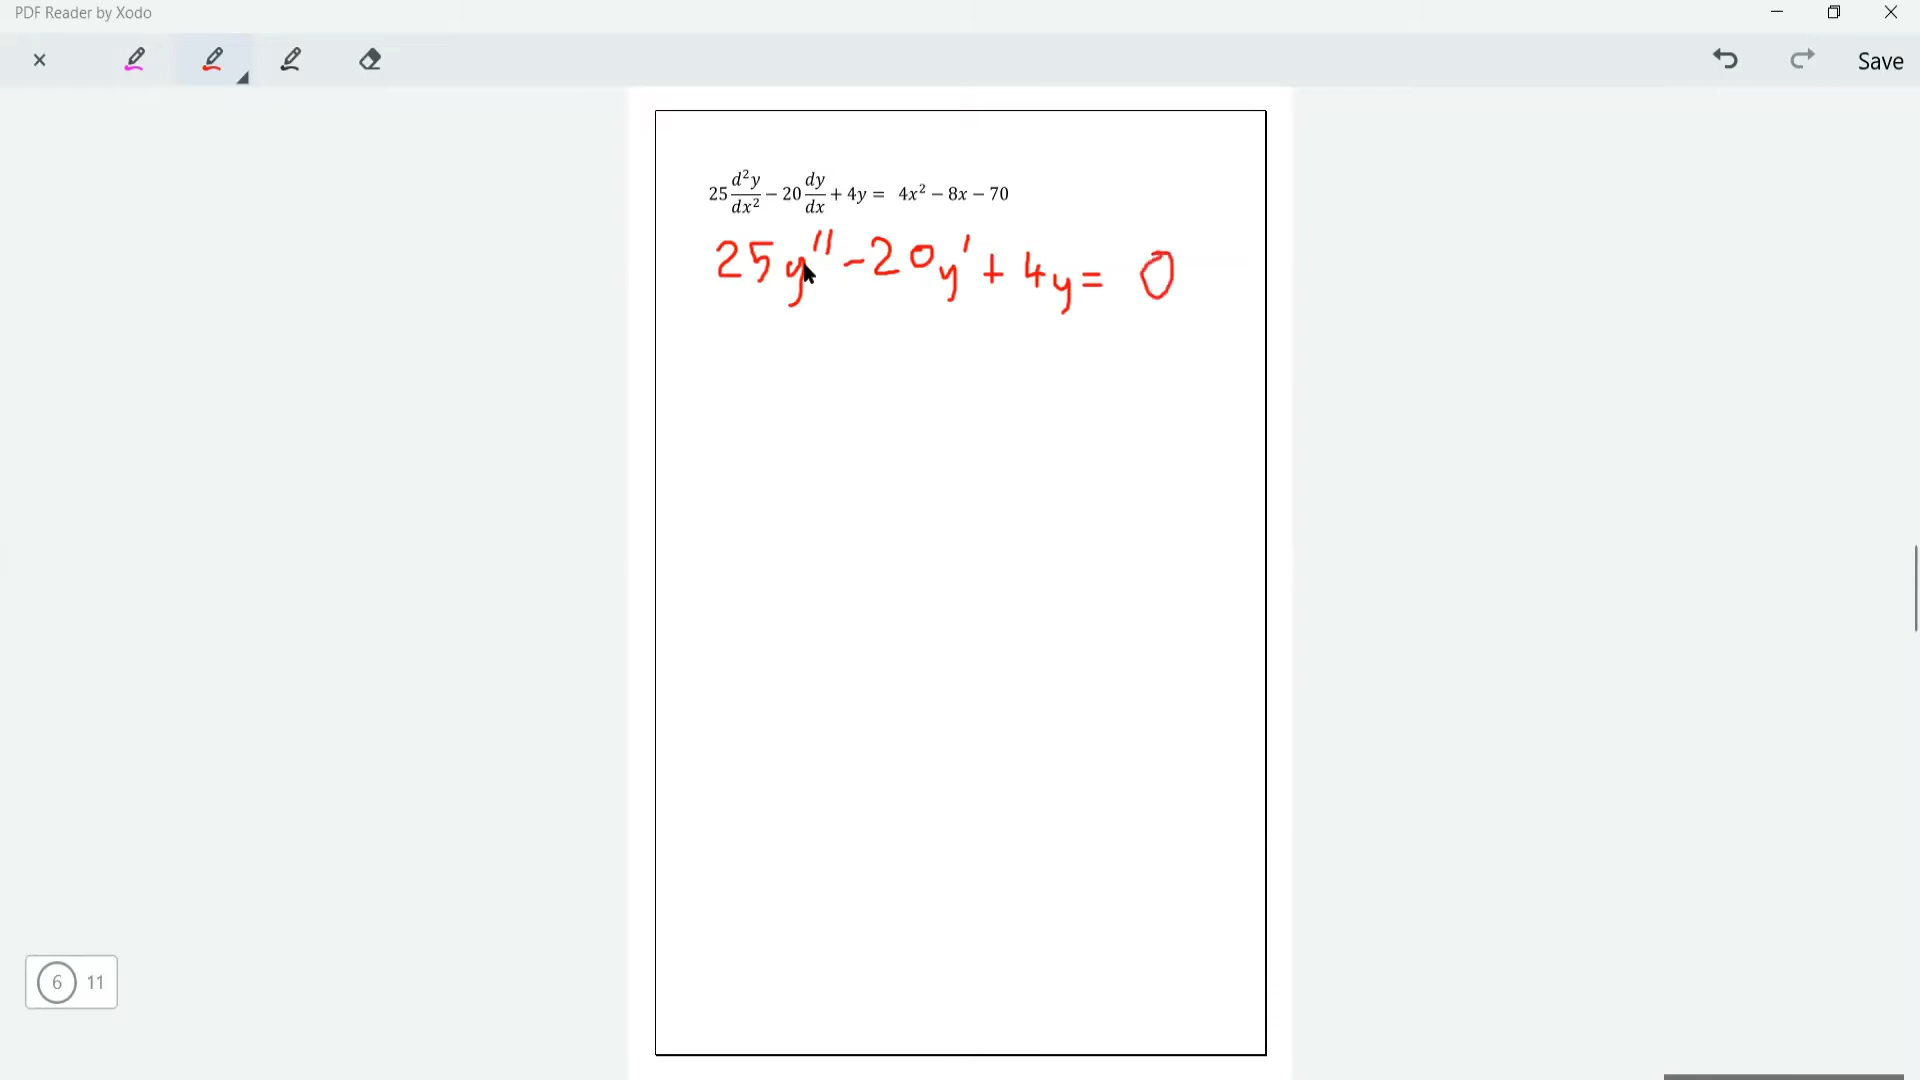 PDF Reader by Xodo
Save
25 d²y/dx² − 20 dy/dx + 4y = 4x² − 8x − 70
25y'' − 20y' + 4y = 0
6 11